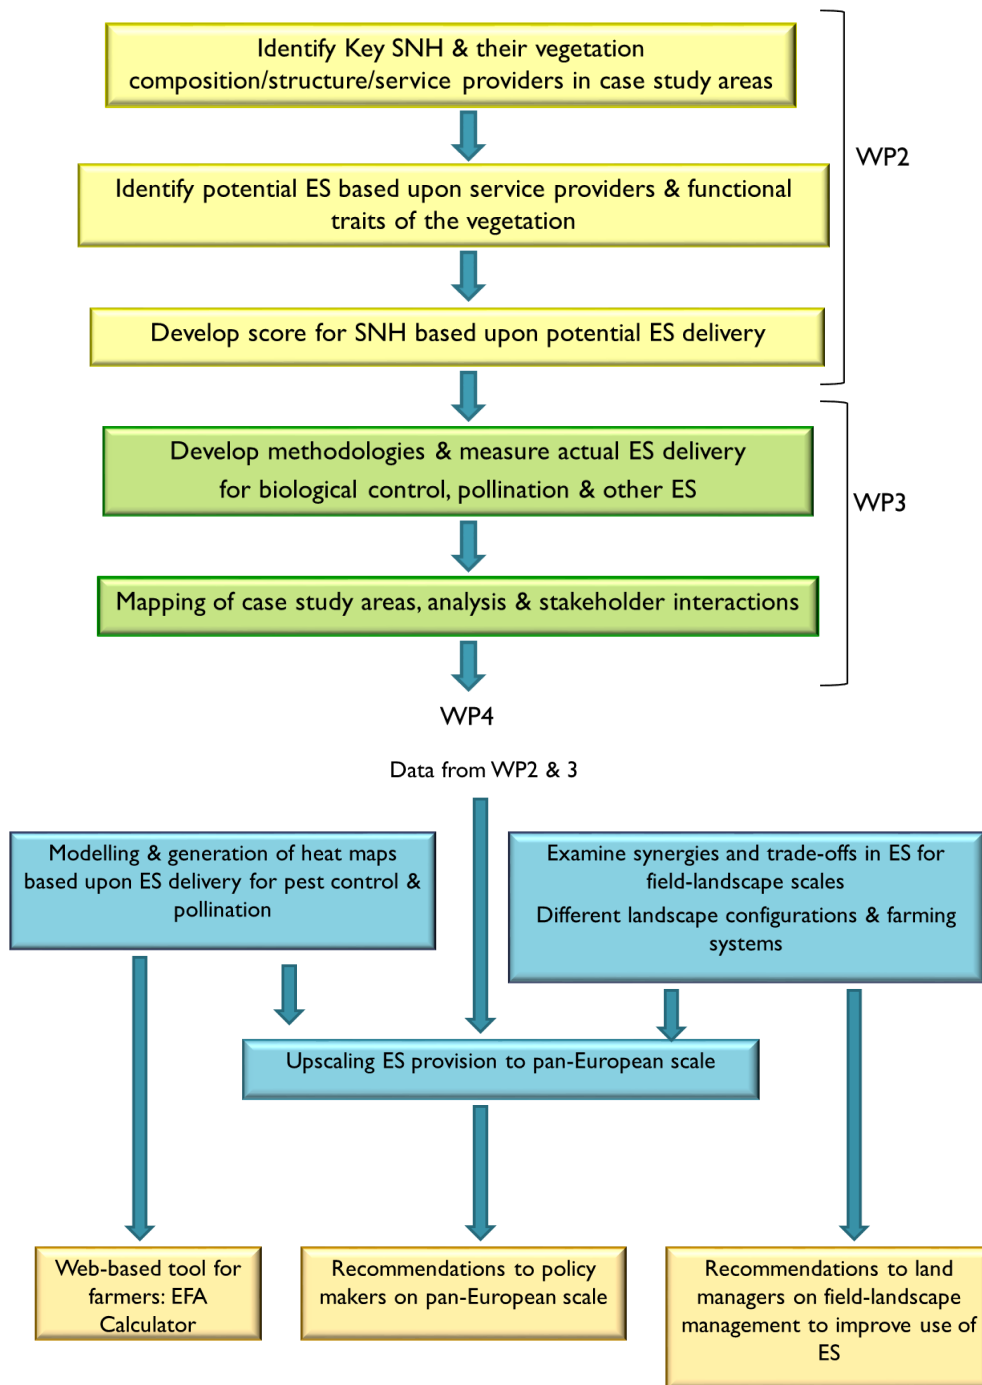 Identify Key SNH & their vegetation
composition/structure/service providers in case study areas
WP2
Identify potential ES based upon service providers & functional
traits of the vegetation
Develop score for SNH based upon potential ES delivery
Develop methodologies & measure actual ES delivery
for biological control, pollination & other ES
WP3
Mapping of case study areas, analysis & stakeholder interactions
WP4
Data from WP2 & 3
Modelling & generation of heat maps
based upon ES delivery for pest control &
pollination
Examine synergies and trade-offs in ES for
field-landscape scales
Different landscape configurations & farming
systems
Upscaling ES provision to pan-European scale
Web-based tool for
farmers: EFA
Calculator
Recommendations to policy
makers on pan-European scale
Recommendations to land
managers on field-landscape
management to improve use of
ES